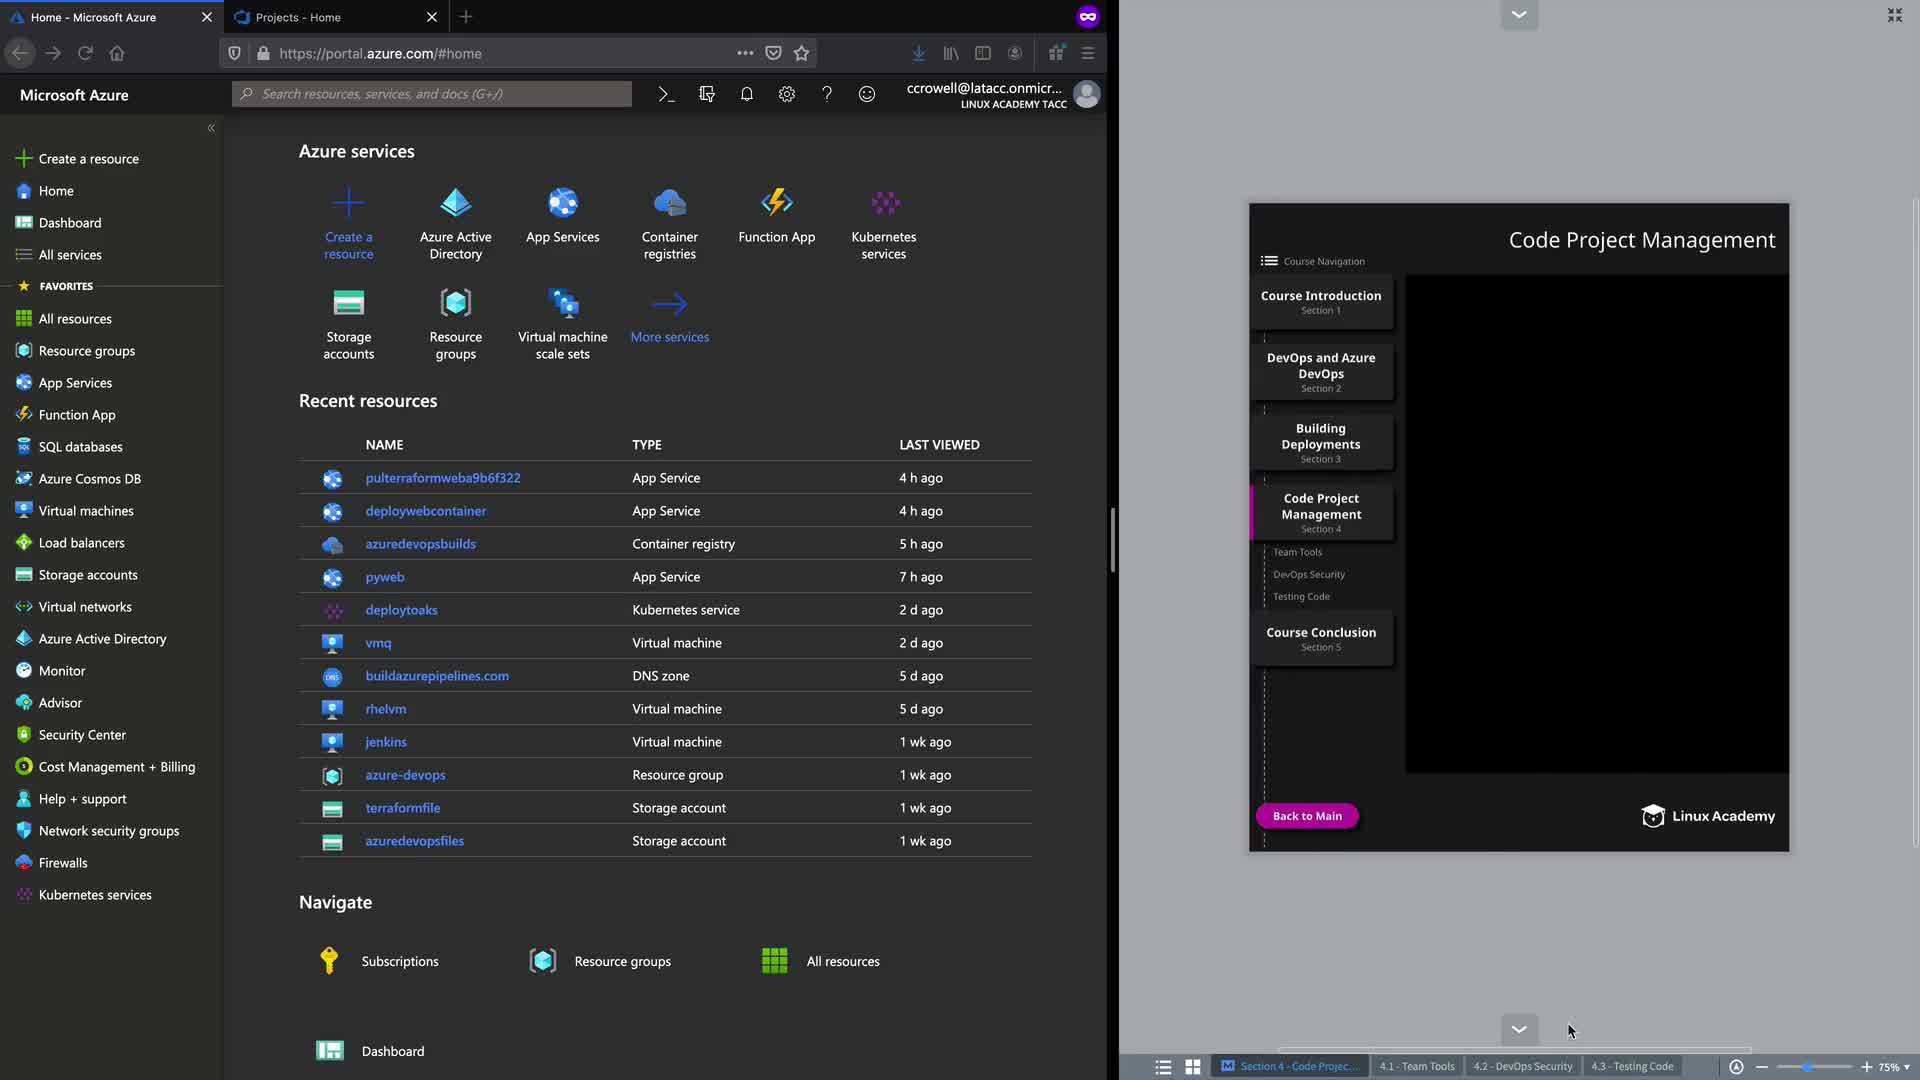 Home - Microsoft Azure
Projects - Home
https://portal.azure.com/#home
Microsoft Azure
Search resources, services, and docs (G+/)
ccrowell@latacc.onmicr...
LINUX ACADEMY TACC
Create a resource
Home
Dashboard
All services
FAVORITES
All resources
Resource groups
App Services
Function App
SQL databases
Azure Cosmos DB
Virtual machines
Load balancers
Storage accounts
Virtual networks
Azure Active Directory
Monitor
Advisor
Security Center
Cost Management + Billing
Help + support
Network security groups
Firewalls
Kubernetes services
Azure services
Create a resource
Azure Active Directory
App Services
Container registries
Function App
Kubernetes services
Storage accounts
Resource groups
Virtual machine scale sets
More services
Recent resources
NAME TYPE LAST VIEWED
pulterraformweba9b6f322 App Service 4 h ago
deploywebcontainer App Service 4 h ago
azuredevopsbuilds Container registry 5 h ago
pyweb App Service 7 h ago
deploytoaks Kubernetes service 2 d ago
vmq Virtual machine 2 d ago
DNS buildazurepipelines.com DNS zone 5 d ago
rhelvm Virtual machine 5 d ago
jenkins Virtual machine 1 wk ago
azure-devops Resource group 1 wk ago
terraformfile Storage account 1 wk ago
azuredevopsfiles Storage account 1 wk ago
Navigate
Subscriptions
Resource groups
All resources
Dashboard
Code Project Management
Course Navigation
Course Introduction
Section 1
DevOps and Azure
DevOps
Section 2
Building
Deployments
Section 3
Code Project
Management
Section 4
Team Tools
DevOps Security
Testing Code
Course Conclusion
Section 5
Back to Main
Linux Academy
Section 4 - Code Projec...
4.1 - Team Tools
4.2 - DevOps Security
4.3 - Testing Code
75%